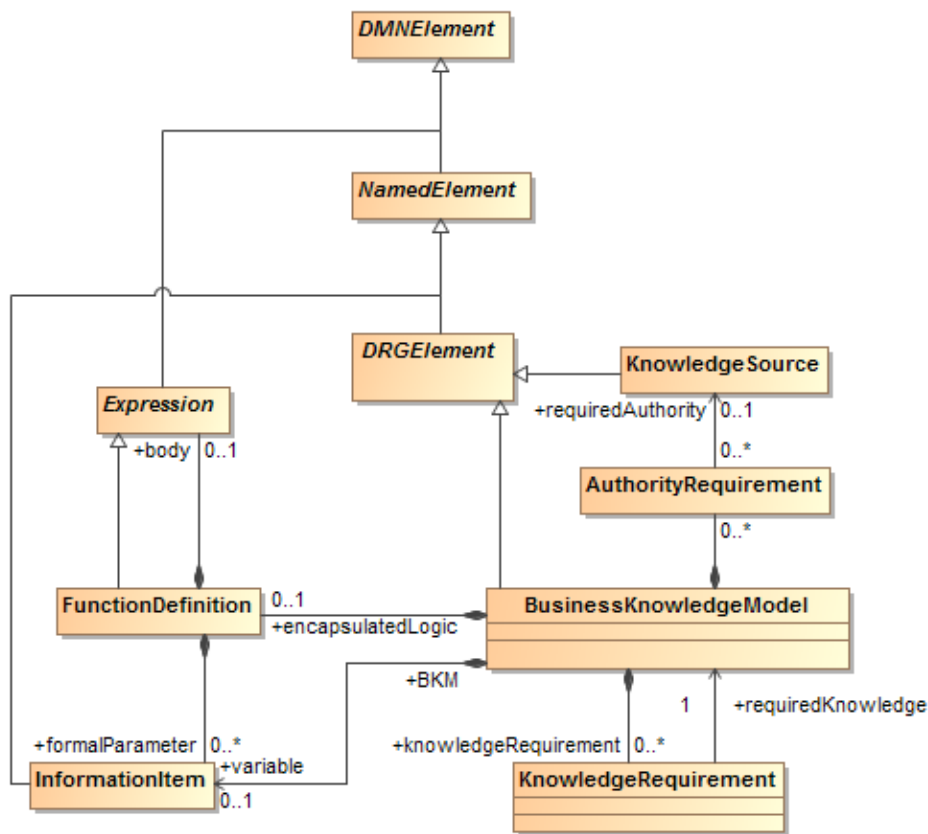 DMNElement
NamedElement
DRGElement
KnowledgeSource
Expression
+requiredAuthority
0..1
+body
0..1
0..*
AuthorityRequirement
0..*
FunctionDefinition
0..1
BusinessKnowledgeModel
+encapsulatedLogic
+BKM
1
+requiredKnowledge
+formalParameter
0..*
+knowledgeRequirement
0..*
+variable
InformationItem
0..1
KnowledgeRequirement